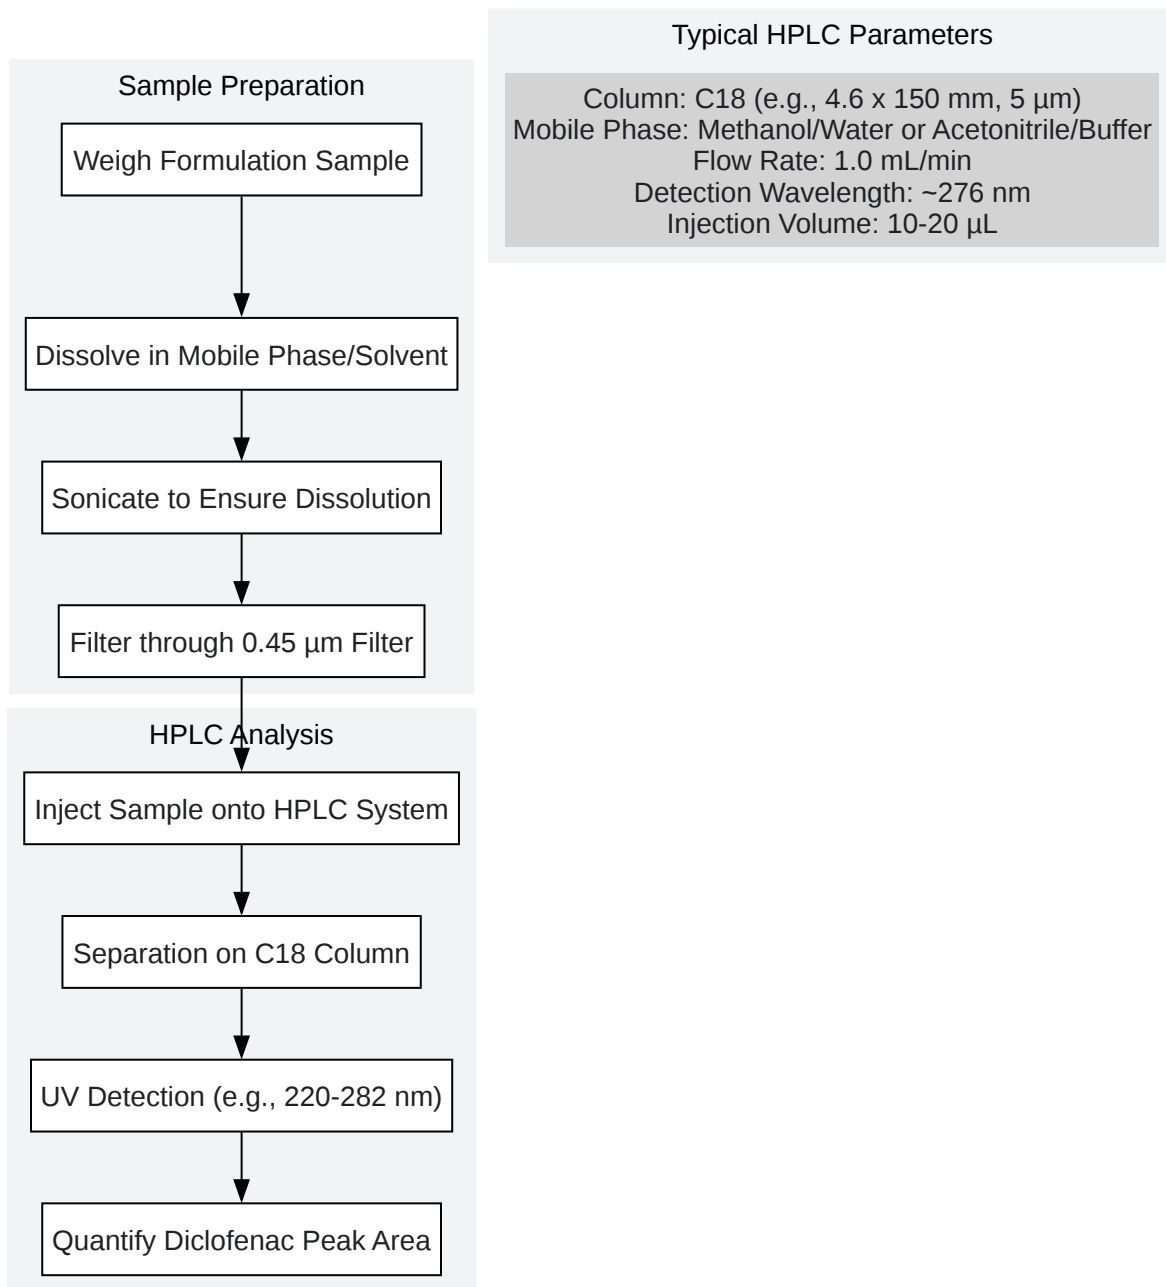 Typical HPLC Parameters
Column: C18 (e.g., 4.6 x 150 mm, 5 µm)
Mobile Phase: Methanol/Water or Acetonitrile/Buffer
Flow Rate: 1.0 mL/min
Detection Wavelength: ~276 nm
Injection Volume: 10-20 µL
Sample Preparation
Weigh Formulation Sample
Dissolve in Mobile Phase/Solvent
Sonicate to Ensure Dissolution
Filter through 0.45 µm Filter
HPLC Analysis
Inject Sample onto HPLC System
Separation on C18 Column
UV Detection (e.g., 220-282 nm)
Quantify Diclofenac Peak Area